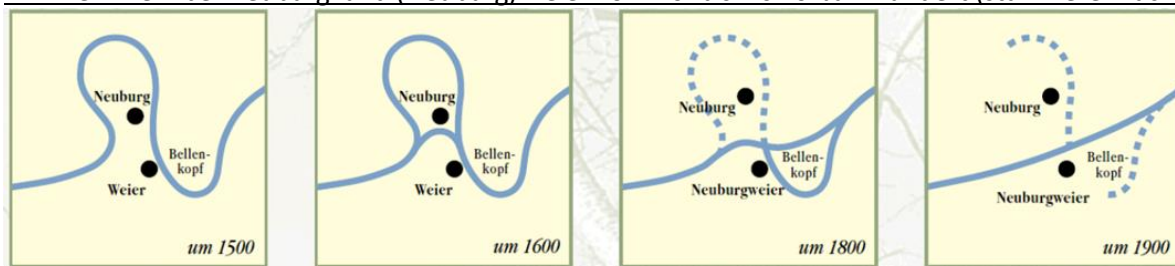 Neuburg
Bellen-
kopf
Weier
um 1500
Neuburg
Bellen-
kopf
Weier
um 1600
Neuburg
Bellen-
kopf
Neuburgweier
um 1800
Neuburg
Bellen-
kopf
Neuburgweier
um 1900